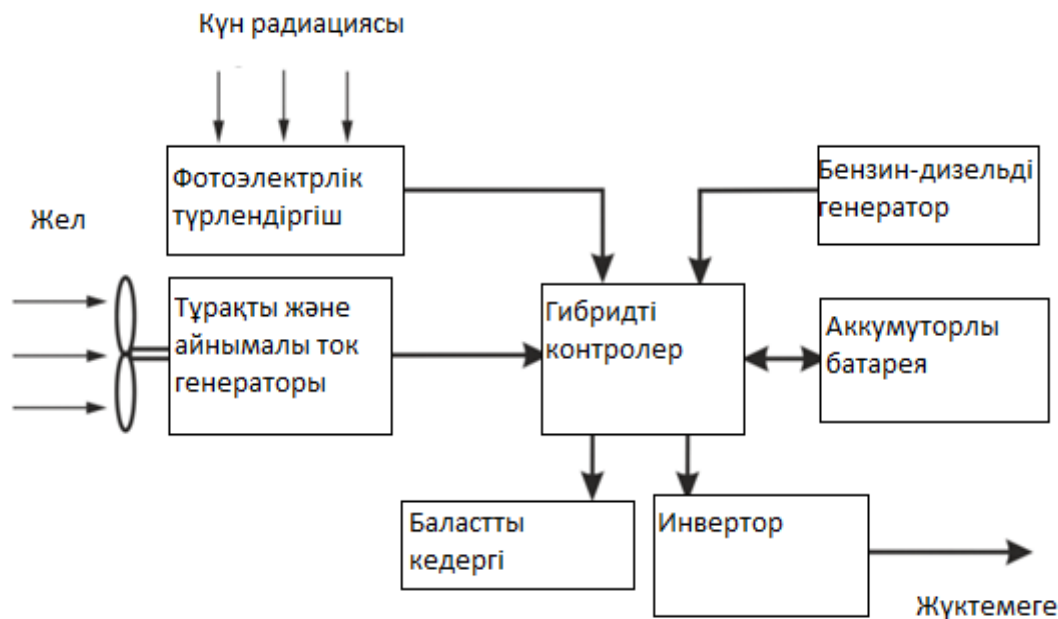 Күн радиациясы
Фотоэлектрлік
түрлендіргіш
Бензин-дизельді
генератор
Жел
Тұрақты және
айнымалы ток
генераторы
Гибридті
контролер
Аккумуторлы
батарея
Баластты
кедергі
Инвертор
Жүктемеге